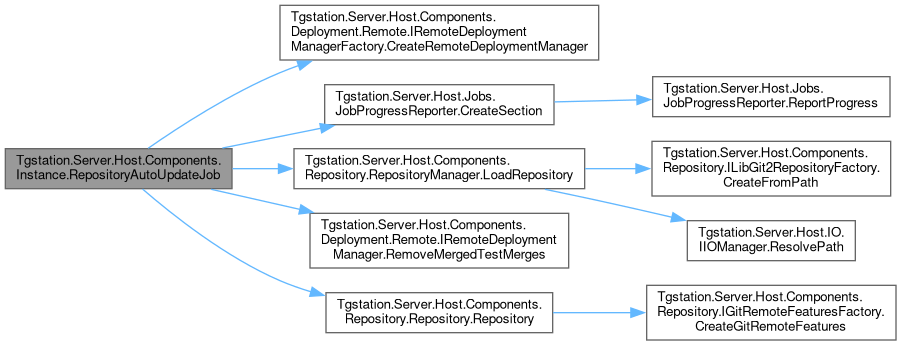 Tgstation.Server.Host.Components.
Deployment.Remote.IRemoteDeployment
ManagerFactory.CreateRemoteDeploymentManager
Tgstation.Server.Host.Jobs.
JobProgressReporter.CreateSection
Tgstation.Server.Host.Jobs.
JobProgressReporter.ReportProgress
Tgstation.Server.Host.Components.
Instance.RepositoryAutoUpdateJob
Tgstation.Server.Host.Components.
Repository.RepositoryManager.LoadRepository
Tgstation.Server.Host.Components.
Repository.ILibGit2RepositoryFactory.
CreateFromPath
Tgstation.Server.Host.IO.
IIOManager.ResolvePath
Tgstation.Server.Host.Components.
Deployment.Remote.IRemoteDeployment
Manager.RemoveMergedTestMerges
Tgstation.Server.Host.Components.
Repository.Repository.Repository
Tgstation.Server.Host.Components.
Repository.IGitRemoteFeaturesFactory.
CreateGitRemoteFeatures